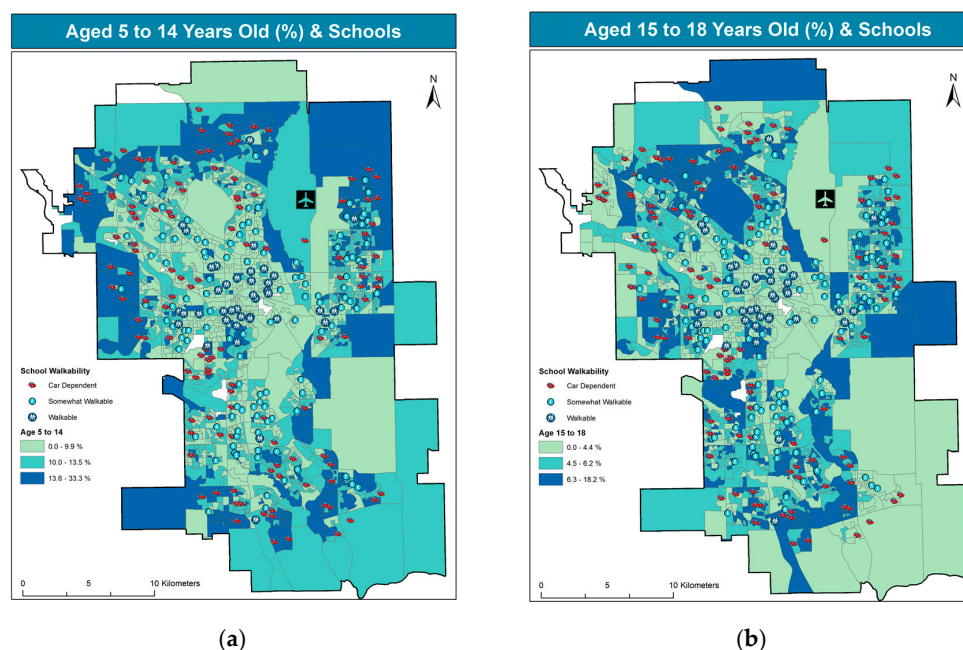 Aged 5 to 14 Years Old (%) & Schools
N
School Walkability
Car Dependent
Somewhat Walkable
Walkable
Age 5 to 14
0.0 - 9.9 %
10.0 - 13.5 %
13.6 - 33.3 %
0 5 10 Kilometers
(a)
Aged 15 to 18 Years Old (%) & Schools
N
School Walkability
Car Dependent
Somewhat Walkable
Walkable
Age 15 to 18
0.0 - 4.4 %
4.5 - 6.2 %
6.3 - 18.2 %
0 5 10 Kilometers
(b)